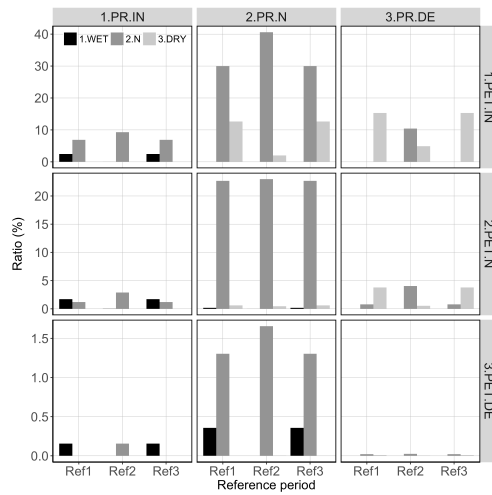 1.PR.IN 2.PR.N 3.PR.DE
1.WET 2.N 3.DRY
40
30
20
10
0
1.PET.IN
20
15
10
5
0
2.PET.N
Ratio (%)
1.5
1.0
0.5
0.0
3.PET.DE
Ref1 Ref2 Ref3 Ref1 Ref2 Ref3 Ref1 Ref2 Ref3
Reference period